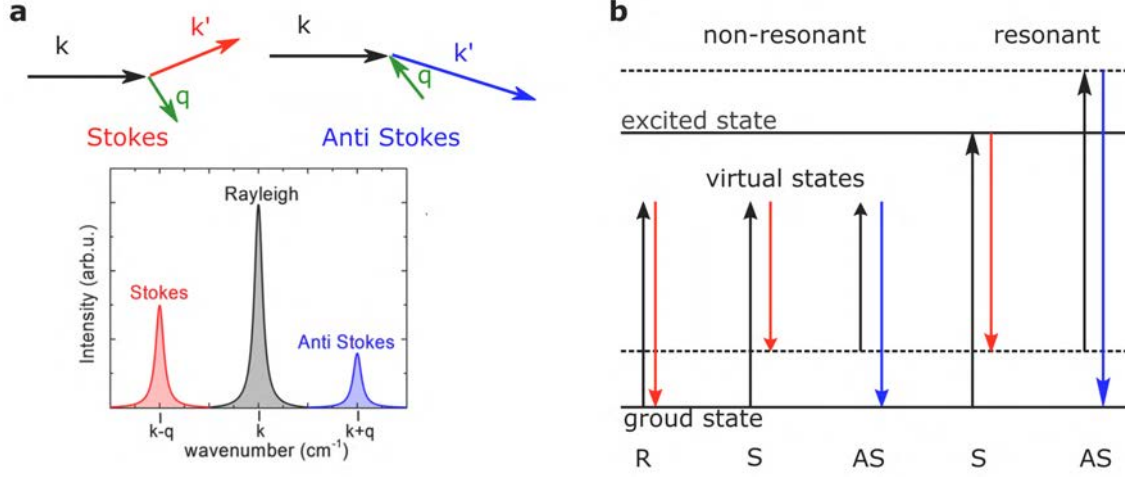 a
k
k'
q
Stokes
k
k'
q
Anti Stokes
Intensity (arb.u.)
Stokes
Rayleigh
Anti Stokes
k-q
k
k+q
wavenumber (cm⁻¹)
b
non-resonant
resonant
excited state
virtual states
groud state
R
S
AS
S
AS